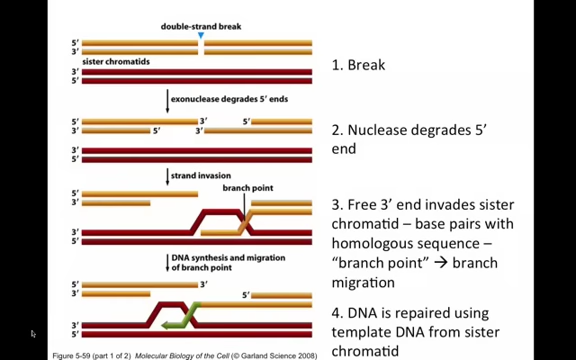 double-strand break
5'
3'
sister chromatids
3'
5'
1. Break
exonuclease degrades 5' ends
5' 3' 5'
3' 5' 3'
3'
5'
2. Nuclease degrades 5'
end
strand invasion
branch point
5'
3'
3'
5'
3. Free 3' end invades sister
chromatid – base pairs with
homologous sequence –
“branch point” → branch
migration
DNA synthesis and migration
of branch point
5' 3'
3' 5'
3'
5'
4. DNA is repaired using
template DNA from sister
chromatid
Figure 5-59 (part 1 of 2) Molecular Biology of the Cell (© Garland Science 2008)